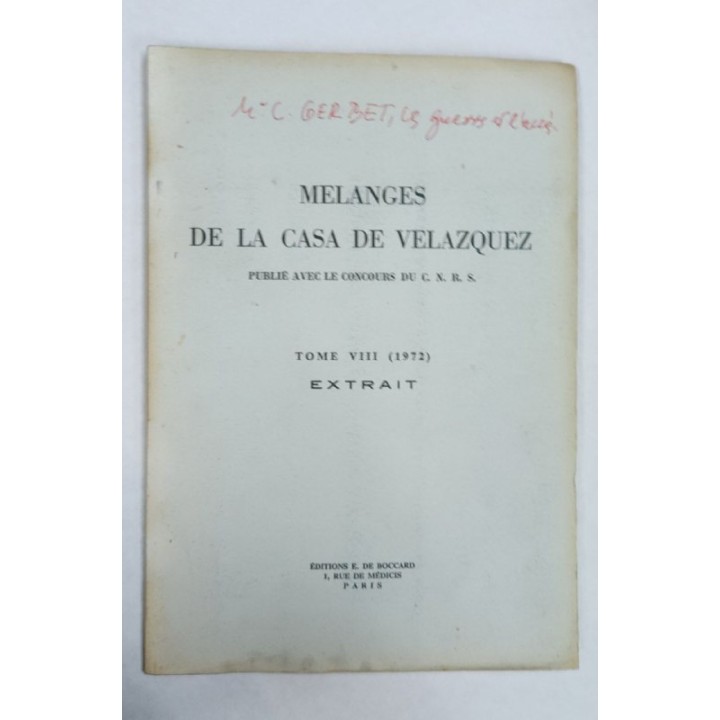 M-C. GERBET, Les guerres et l'accès
MELANGES
DE LA CASA DE VELAZQUEZ
PUBLIÉ AVEC LE CONCOURS DU C. N. R. S.
TOME VIII (1972)
EXTRAIT
ÉDITIONS E. DE BOCCARD
1, RUE DE MÉDICIS
PARIS